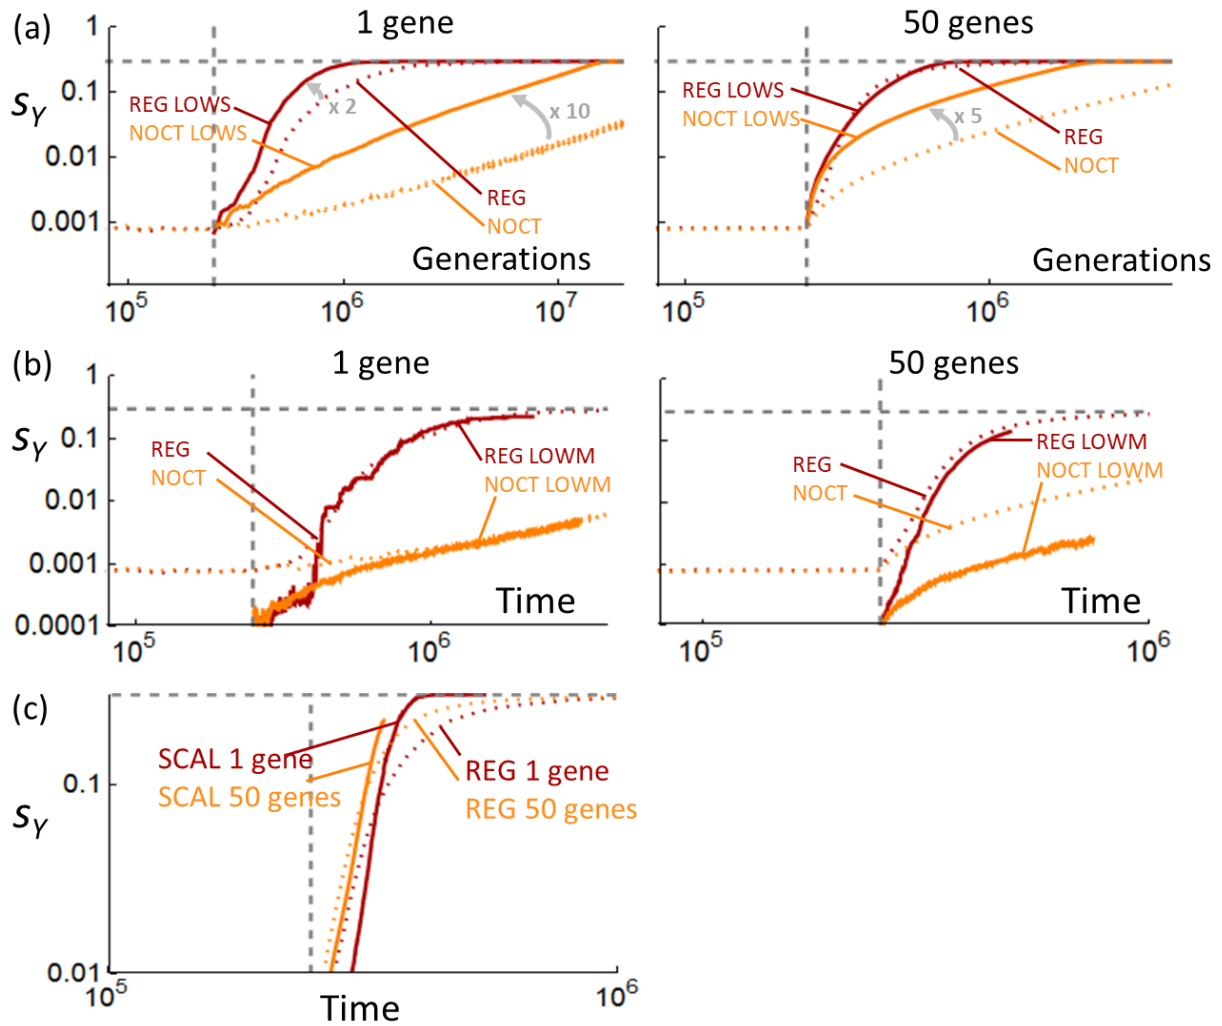 (a)
1 gene
50 genes
1
0.1
0.01
0.001
s_Y
REG LOWS
NOCT LOWS
x 2
x 10
REG
NOCT
Generations
10^5
10^6
10^7
REG LOWS
NOCT LOWS
x 5
REG
NOCT
Generations
10^5
10^6
(b)
1 gene
50 genes
1
0.1
0.01
0.001
0.0001
s_Y
REG
NOCT
REG LOWM
NOCT LOWM
Time
10^5
10^6
REG
NOCT
REG LOWM
NOCT LOWM
Time
10^5
10^6
(c)
0.1
0.01
s_Y
SCAL 1 gene
SCAL 50 genes
REG 1 gene
REG 50 genes
10^5
10^6
Time